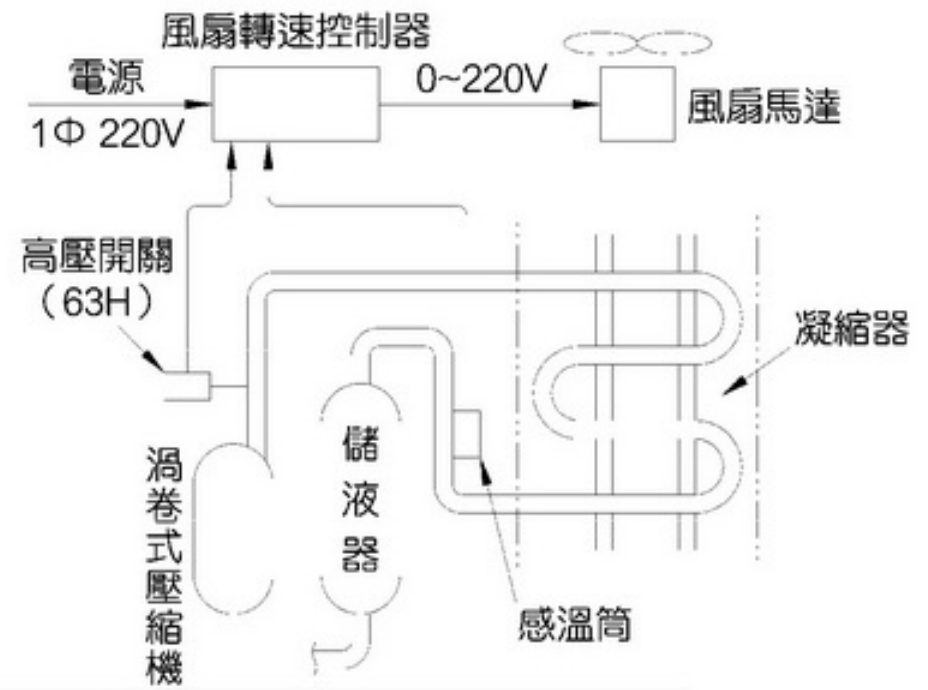 風扇轉速控制器
電源
1Φ 220V
0~220V
風扇馬達
高壓開關
（63H）
凝縮器
渦卷式壓縮機
儲液器
感溫筒